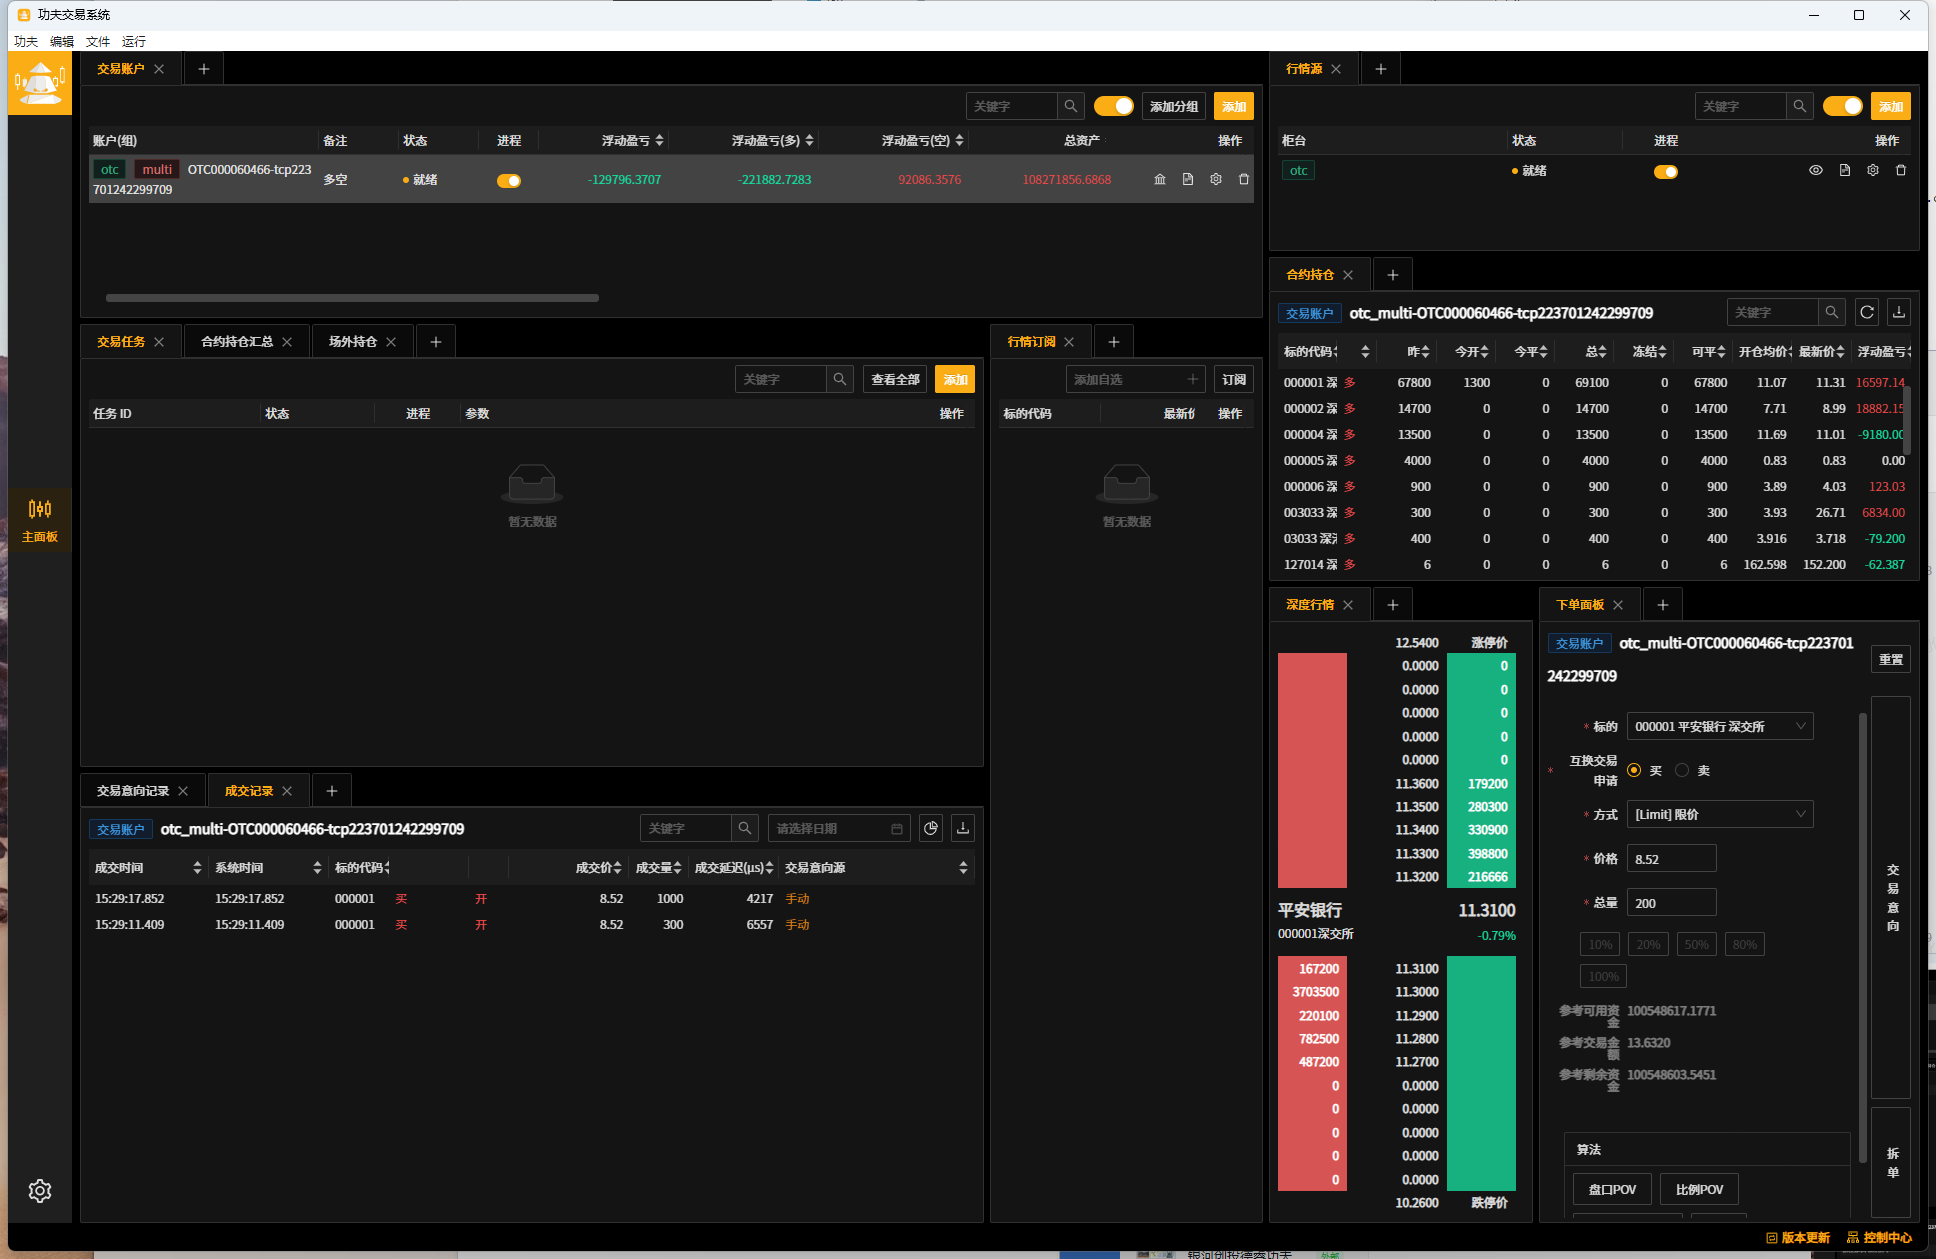 功夫交易系统
功夫 编辑 文件 运行
交易账户
关键字 添加分组 添加
账户(组) 备注 状态 进程 浮动盈亏 浮动盈亏(多) 浮动盈亏(空) 总资产 操作
otc multi OTC000060466-tcp223701242299709 多空 就绪 -129796.3707 -221882.7283 92086.3576 108271856.6868
行情源
关键字 添加
柜台 状态 进程 操作
otc 就绪
主面板
交易任务 合约持仓汇总 场外持仓
关键字 查看全部 添加
任务 ID 状态 进程 参数 操作
暂无数据
行情订阅
添加自选 订阅
标的代码 最新价 操作
暂无数据
合约持仓
交易账户 otc_multi-OTC000060466-tcp223701242299709 关键字
标的代码 昨 今开 今平 总 冻结 可平 开仓均价 最新价 浮动盈亏
000001 深 多 67800 1300 0 69100 0 67800 11.07 11.31 16597.14
000002 深 多 14700 0 0 14700 0 14700 7.71 8.99 18882.15
000004 深 多 13500 0 0 13500 0 13500 11.69 11.01 -9180.00
000005 深 多 4000 0 0 4000 0 4000 0.83 0.83 0.00
000006 深 多 900 0 0 900 0 900 3.89 4.03 123.03
003033 深 多 300 0 0 300 0 300 3.93 26.71 6834.00
03033 深 多 400 0 0 400 0 400 3.916 3.718 -79.200
127014 深 多 6 0 0 6 0 6 162.598 152.200 -62.387
交易意向记录 成交记录
交易账户 otc_multi-OTC000060466-tcp223701242299709 关键字 请选择日期
成交时间 系统时间 标的代码 成交价 成交量 成交延迟(μs) 交易意向源
15:29:17.852 15:29:17.852 000001 买 开 8.52 1000 4217 手动
15:29:11.409 15:29:11.409 000001 买 开 8.52 300 6557 手动
深度行情
12.5400 涨停价
0.0000 0
0.0000 0
0.0000 0
0.0000 0
0.0000 0
11.3600 179200
11.3500 280300
11.3400 330900
11.3300 398800
11.3200 216666
平安银行 11.3100
000001深交所 -0.79%
167200 11.3100
3703500 11.3000
220100 11.2900
782500 11.2800
487200 11.2700
0 0.0000
0 0.0000
0 0.0000
0 0.0000
0 0.0000
10.2600 跌停价
下单面板
交易账户 otc_multi-OTC000060466-tcp223701
242299709
重置
* 标的 000001 平安银行 深交所
* 互换交易
申请 买 卖
* 方式 [Limit] 限价
* 价格 8.52
* 总量 200
10% 20% 50% 80%
100%
参考可用资
金 100548617.1771
参考交易金
额 13.6320
参考剩余资
金 100548603.5451
算法
盘口POV 比例POV
交易意向
拆单
版本更新 控制中心